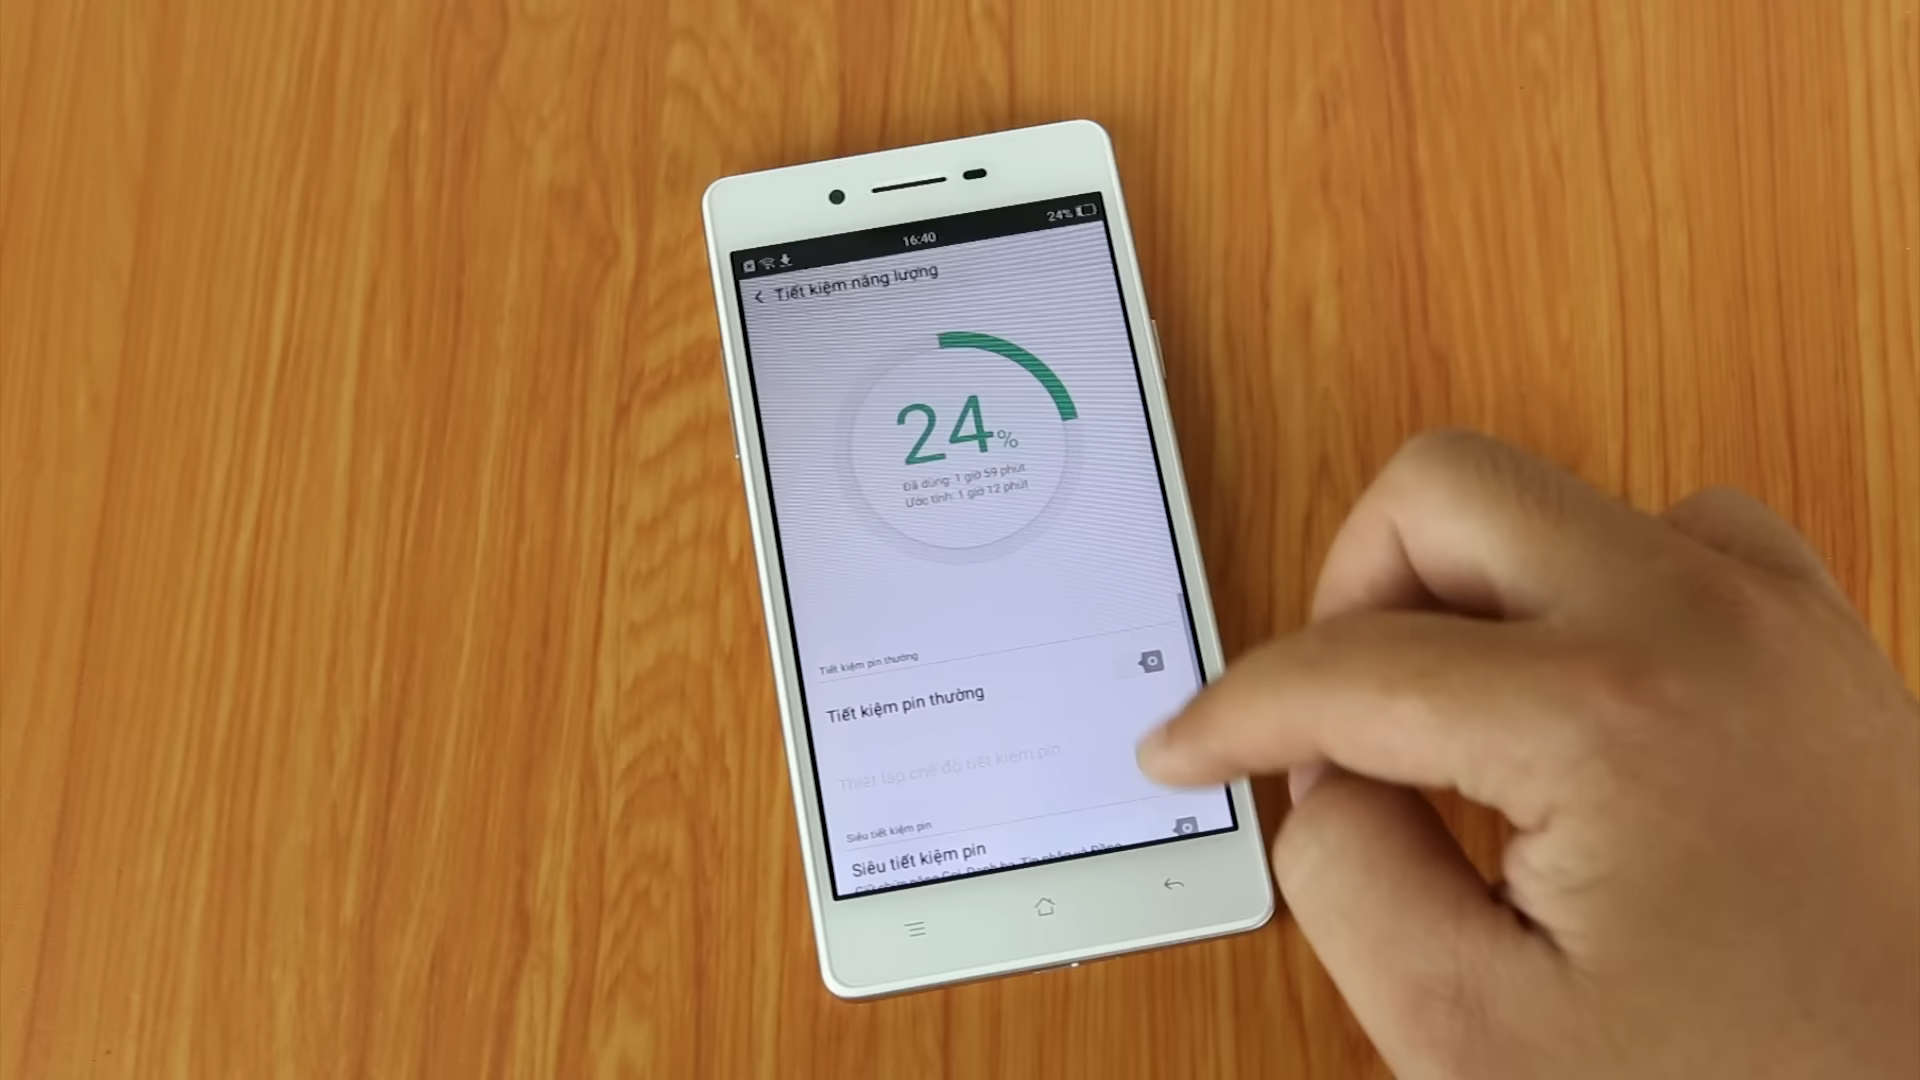 24%
16:40
Tiết kiệm năng lượng
24%
Đã dùng: 1 giờ 59 phút
Ước tính: 1 giờ 12 phút
Tiết kiệm pin thường
Tiết kiệm pin thường
Thiết lập chế độ tiết kiệm pin
Siêu tiết kiệm pin
Siêu tiết kiệm pin